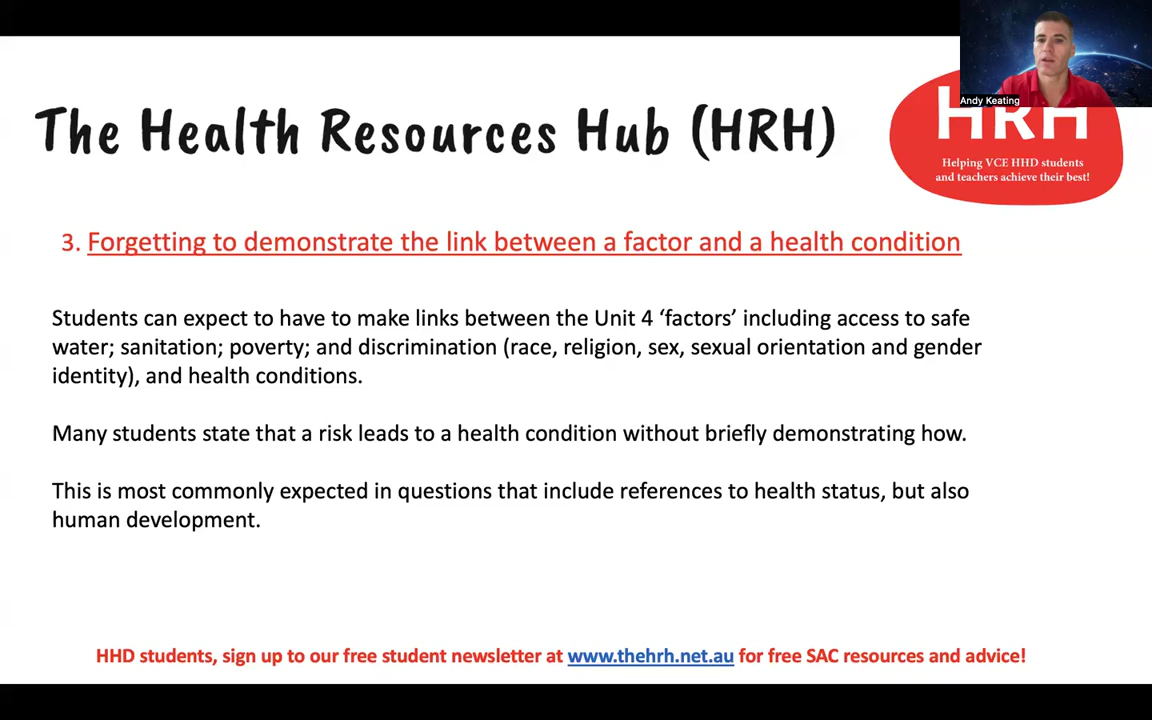 Andy Keating
The Health Resources Hub (HRH)
HRH
Helping VCE HHD students
and teachers achieve their best!
3. Forgetting to demonstrate the link between a factor and a health condition
Students can expect to have to make links between the Unit 4 ‘factors’ including access to safe
water; sanitation; poverty; and discrimination (race, religion, sex, sexual orientation and gender
identity), and health conditions.
Many students state that a risk leads to a health condition without briefly demonstrating how.
This is most commonly expected in questions that include references to health status, but also
human development.
HHD students, sign up to our free student newsletter at www.thehrh.net.au for free SAC resources and advice!